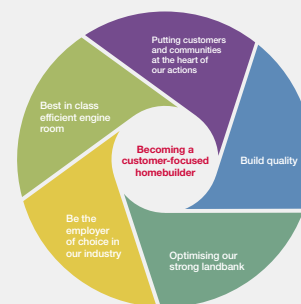 Putting customers
and communities
at the heart of
our actions
Best in class
efficient engine
room
Becoming a
customer-focused
homebuilder
Build quality
Be the
employer
of choice in
our industry
Optimising our
strong landbank